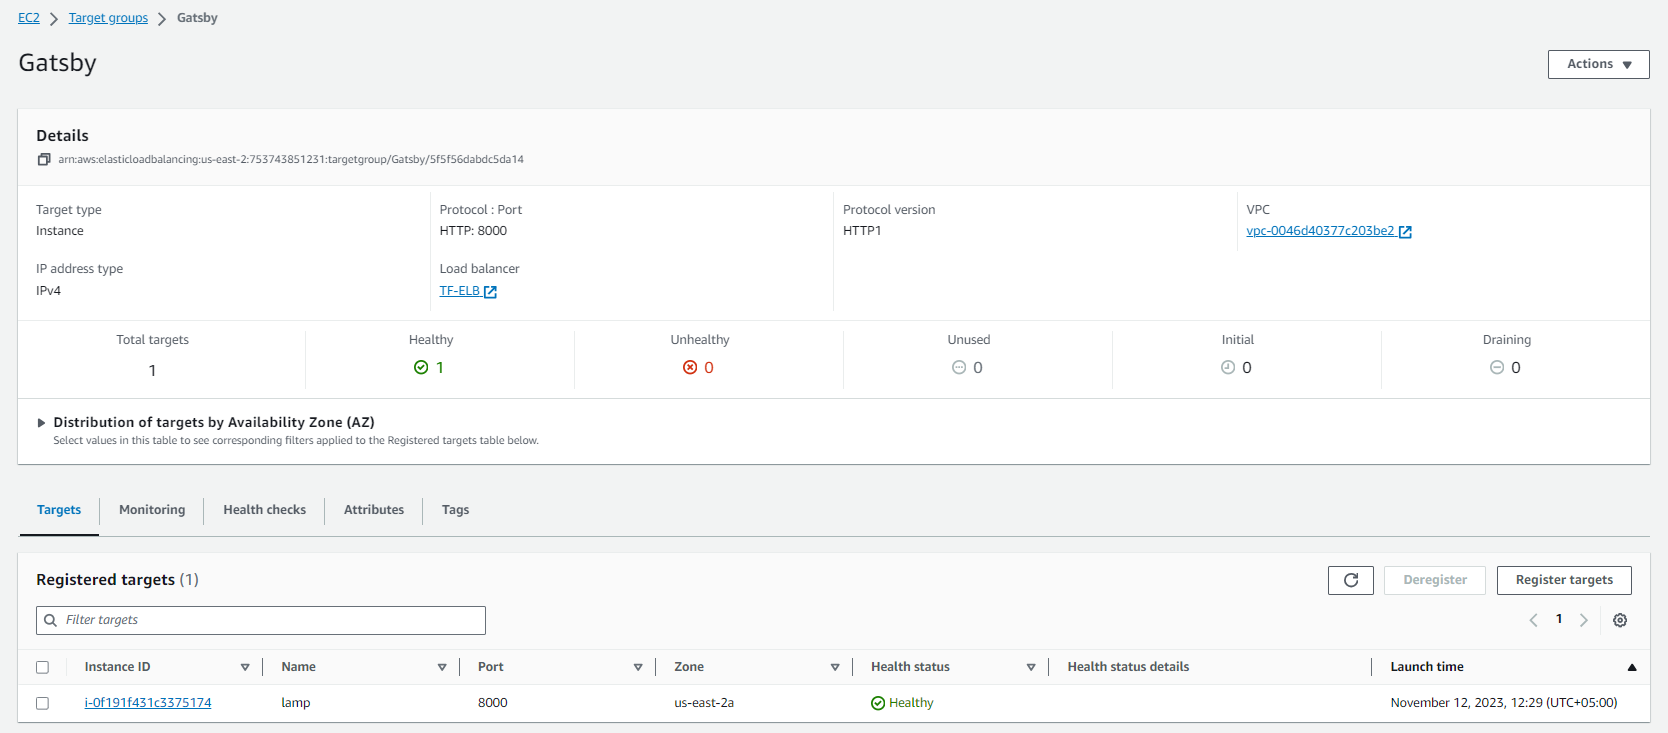 EC2 Target groups Gatsby
Gatsby
Actions
Details
arn:aws:elasticloadbalancing:us-east-2:753743851231:targetgroup/Gatsby/5f5f56dabdc5da14
Target type
Instance
Protocol : Port
HTTP: 8000
Protocol version
HTTP1
VPC
vpc-0046d40377c203be2
IP address type
IPv4
Load balancer
TF-ELB
Total targets
1
Healthy
1
Unhealthy
0
Unused
0
Initial
0
Draining
0
Distribution of targets by Availability Zone (AZ)
Select values in this table to see corresponding filters applied to the Registered targets table below.
Targets Monitoring Health checks Attributes Tags
Registered targets (1)
Deregister Register targets
Filter targets
1
Instance ID Name Port Zone Health status Health status details Launch time
i-0f191f431c3375174 lamp 8000 us-east-2a Healthy November 12, 2023, 12:29 (UTC+05:00)